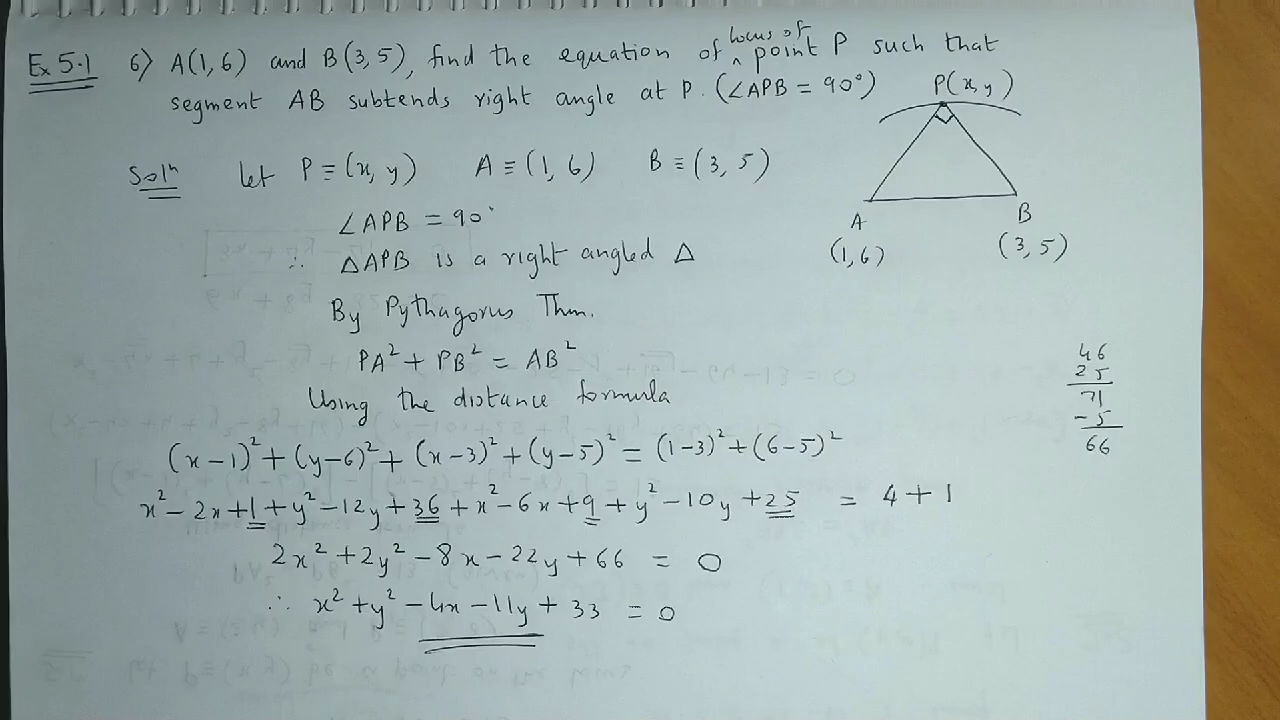 Ex 5.1 6) A(1, 6) and B(3, 5), find the equation of locus of point P such that
segment AB subtends right angle at P. (∠APB = 90°)
P(x, y)
Solⁿ let P ≡ (x, y) A ≡ (1, 6) B ≡ (3, 5)
∠APB = 90°
A
(1, 6)
B
(3, 5)
∴ △APB is a right angled △
By Pythagorus Thm.
PA² + PB² = AB²
Using the distance formula
(x−1)² + (y−6)² + (x−3)² + (y−5)² = (1−3)² + (6−5)²
x² − 2x + 1 + y² − 12y + 36 + x² − 6x + 9 + y² − 10y + 25 = 4 + 1
2x² + 2y² − 8x − 22y + 66 = 0
∴ x² + y² − 4x − 11y + 33 = 0
46
25
71
−5
66